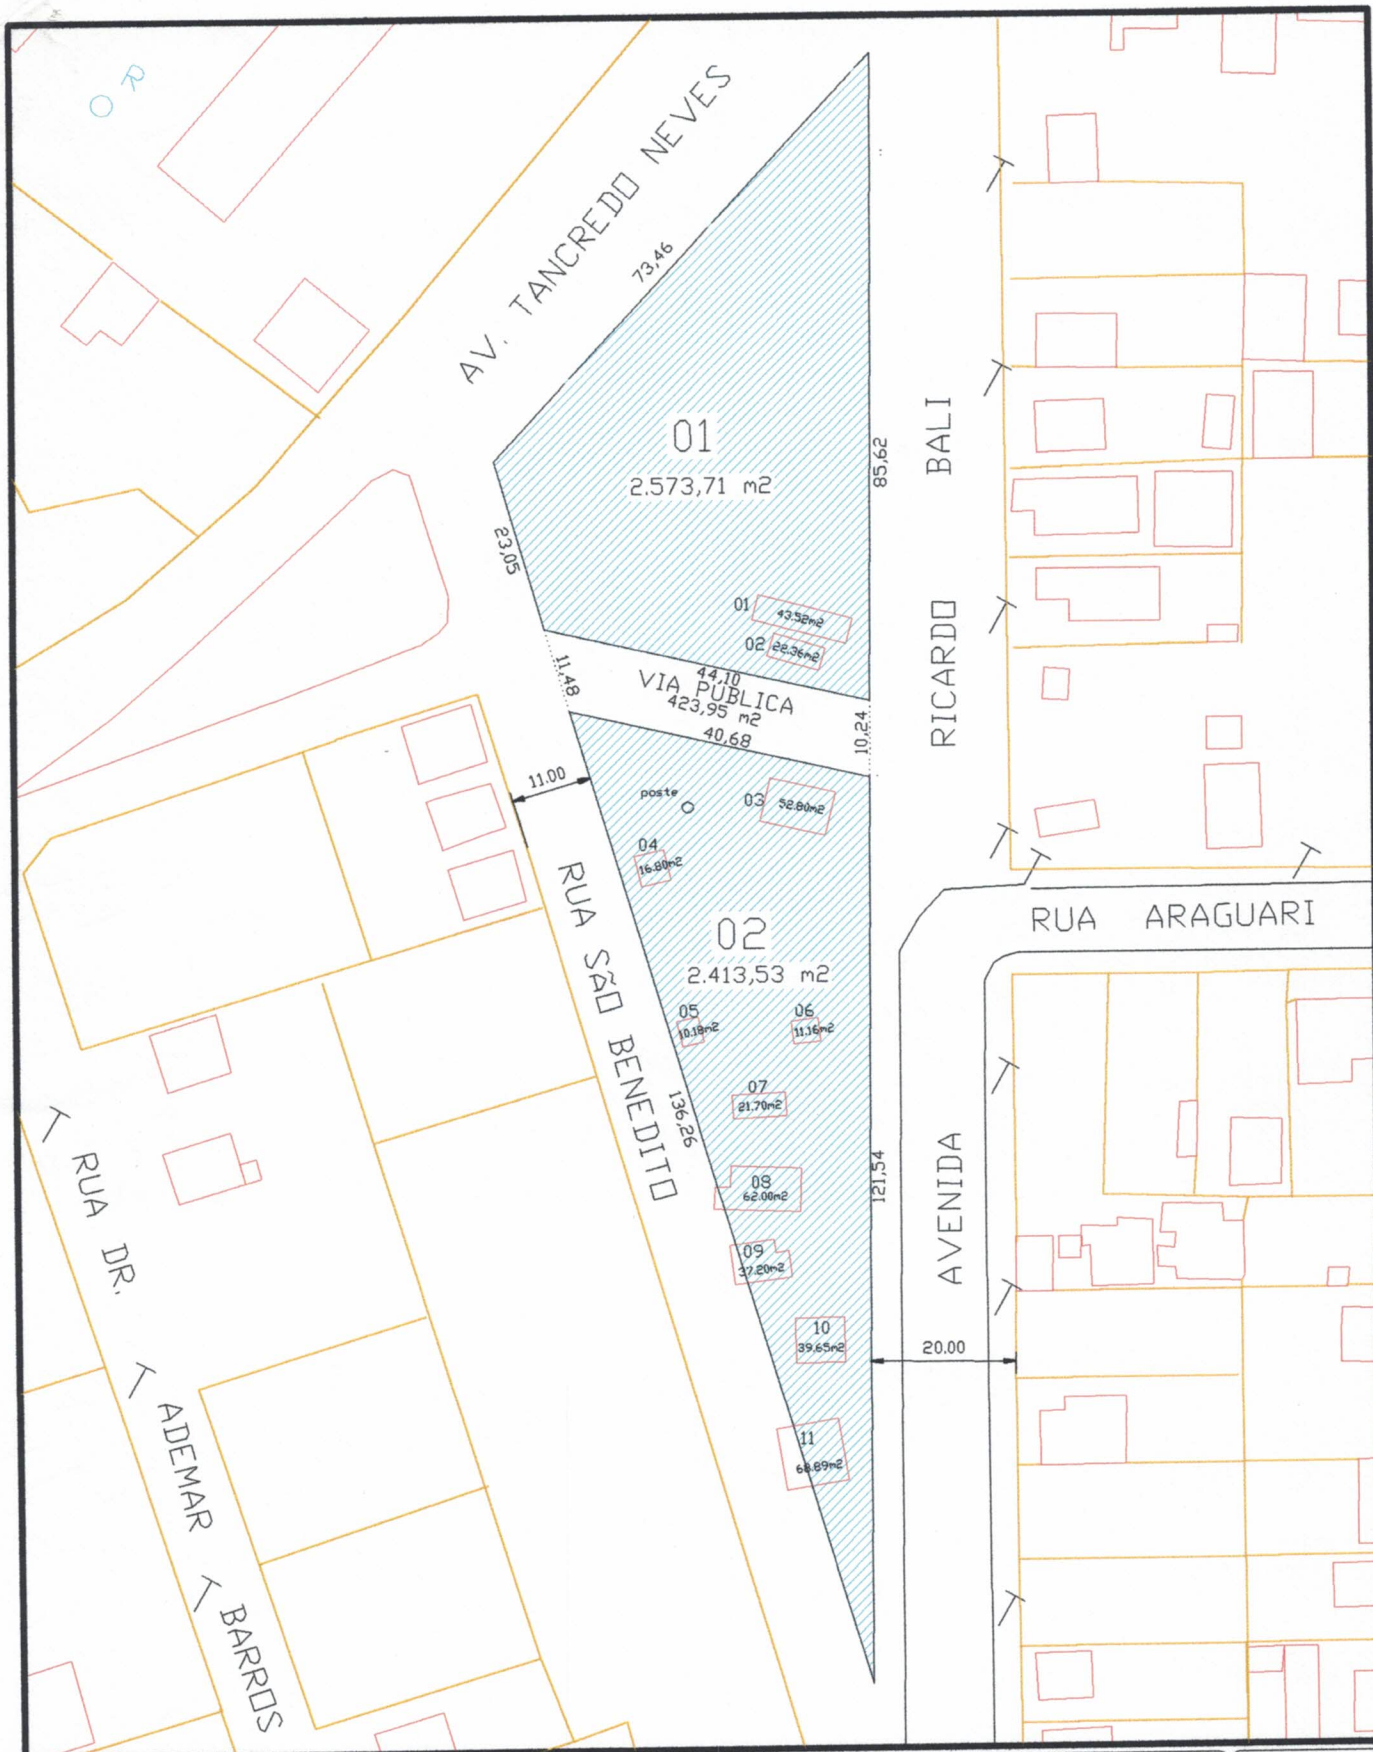 O R
AV. TANCREDO NEVES
73,46
01
2.573,71 m2
85,62
BALI
23,05
01
43.52m2
02
22.36m2
44,10
VIA PUBLICA
423,95 m2
40,68
11,48
10,24
RICARDO
11.00
poste
03
52.80m2
04
16.80m2
RUA SÃO BENEDITO
02
2.413,53 m2
RUA ARAGUARI
05
10.18m2
06
11.16m2
07
21.70m2
136,26
08
62.00m2
121,54
AVENIDA
09
37.20m2
10
39.65m2
20.00
11
68.89m2
RUA DR.
ADEMAR
BARROS